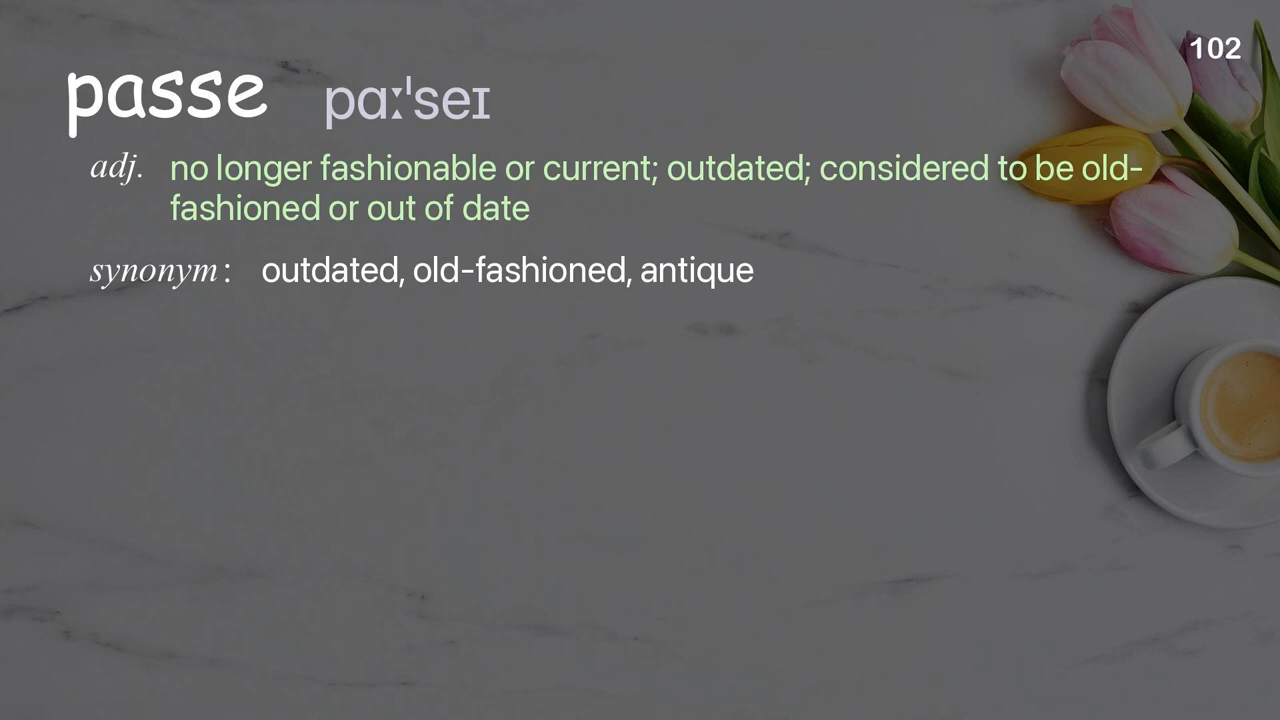 102
passe pɑːˈseɪ
adj. no longer fashionable or current; outdated; considered to be old-
fashioned or out of date
synonym : outdated, old-fashioned, antique